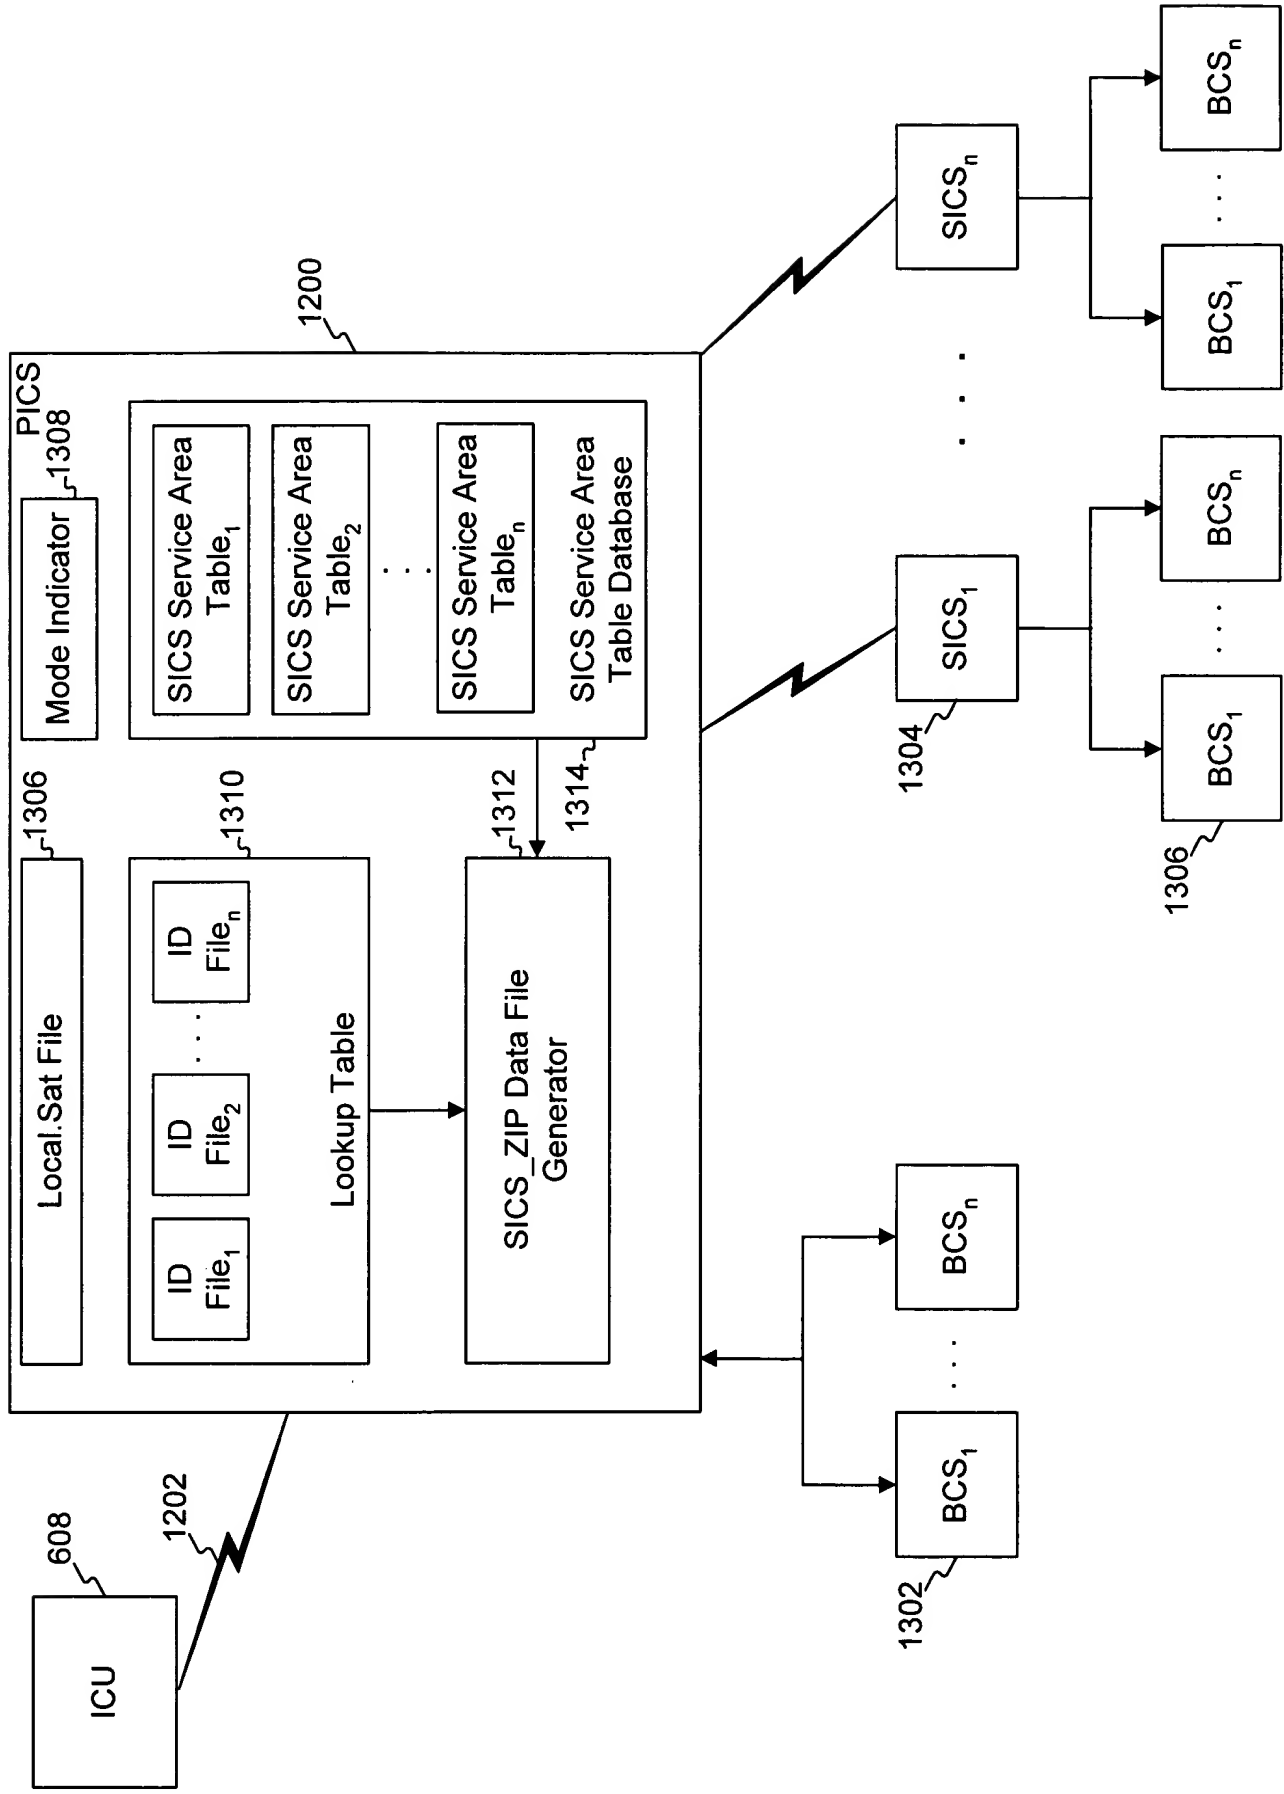 PICS
1200
ICU
608
1202
Local.Sat File
1306
Mode Indicator
1308
ID
File1
ID
File2
. . .
ID
Filen
Lookup Table
1310
SICS Service Area
Table1
SICS Service Area
Table2
. . .
SICS Service Area
Tablen
SICS Service Area
Table Database
1314
SICS_ZIP Data File
Generator
1312
BCS1
1302
. . .
BCSn
SICS1
1304
. . .
SICSn
BCS1
1306
. . .
BCSn
BCS1
. . .
BCSn